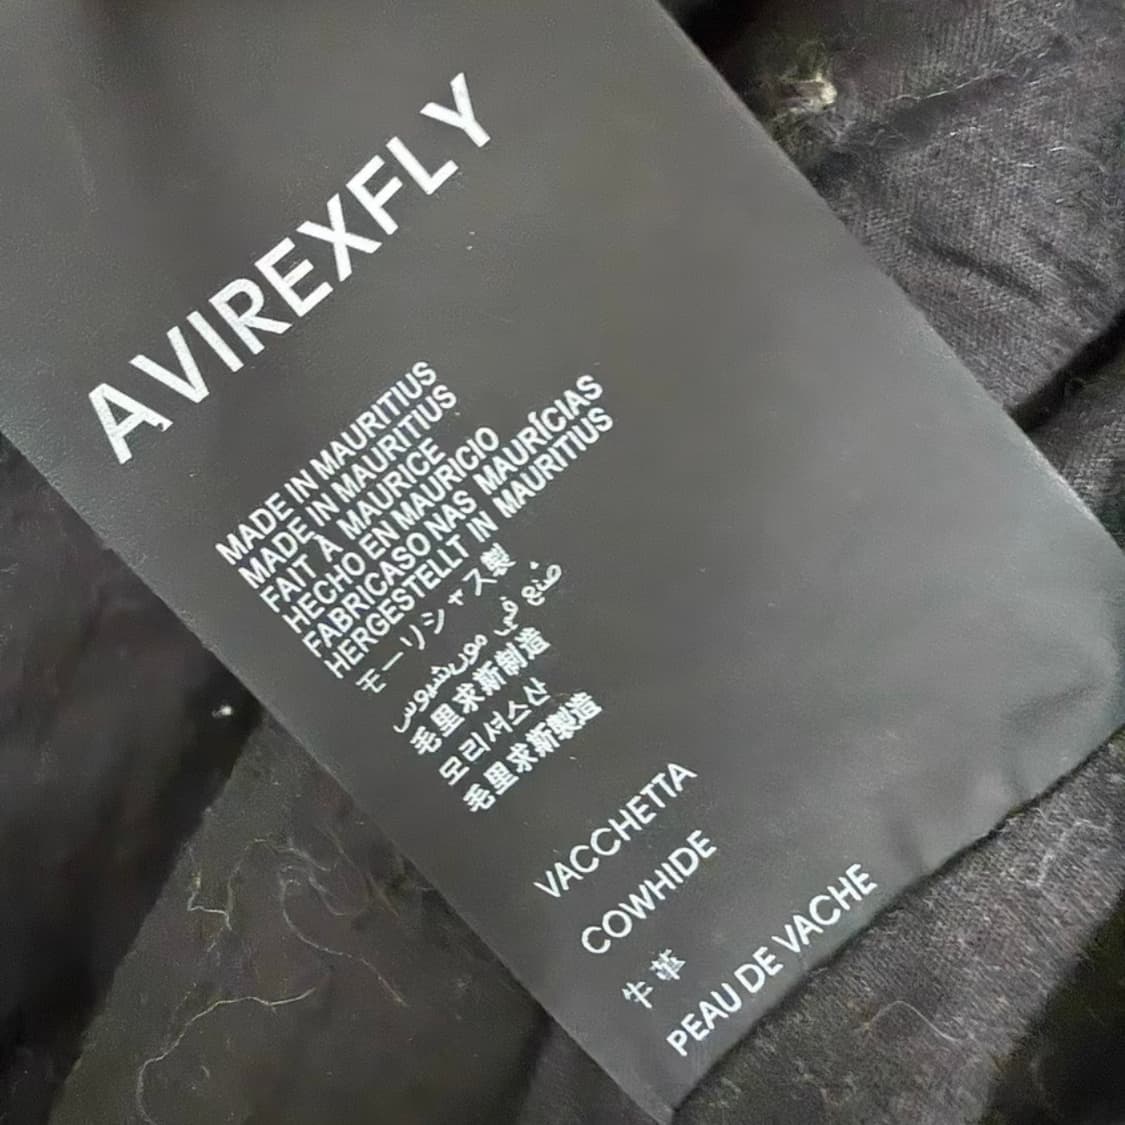 AVIREXFLY
MADE IN MAURITIUS
MADE IN MAURITIUS
FAIT À MAURICE
HECHO EN MAURICIO
FABRICASO NAS MAURÍCIAS
HERGESTELLT IN MAURITIUS
モーリシャス製
صنع في موريشيوس
毛里求斯制造
모리셔스산
毛里求斯製造
VACCHETTA
COWHIDE
牛革
PEAU DE VACHE